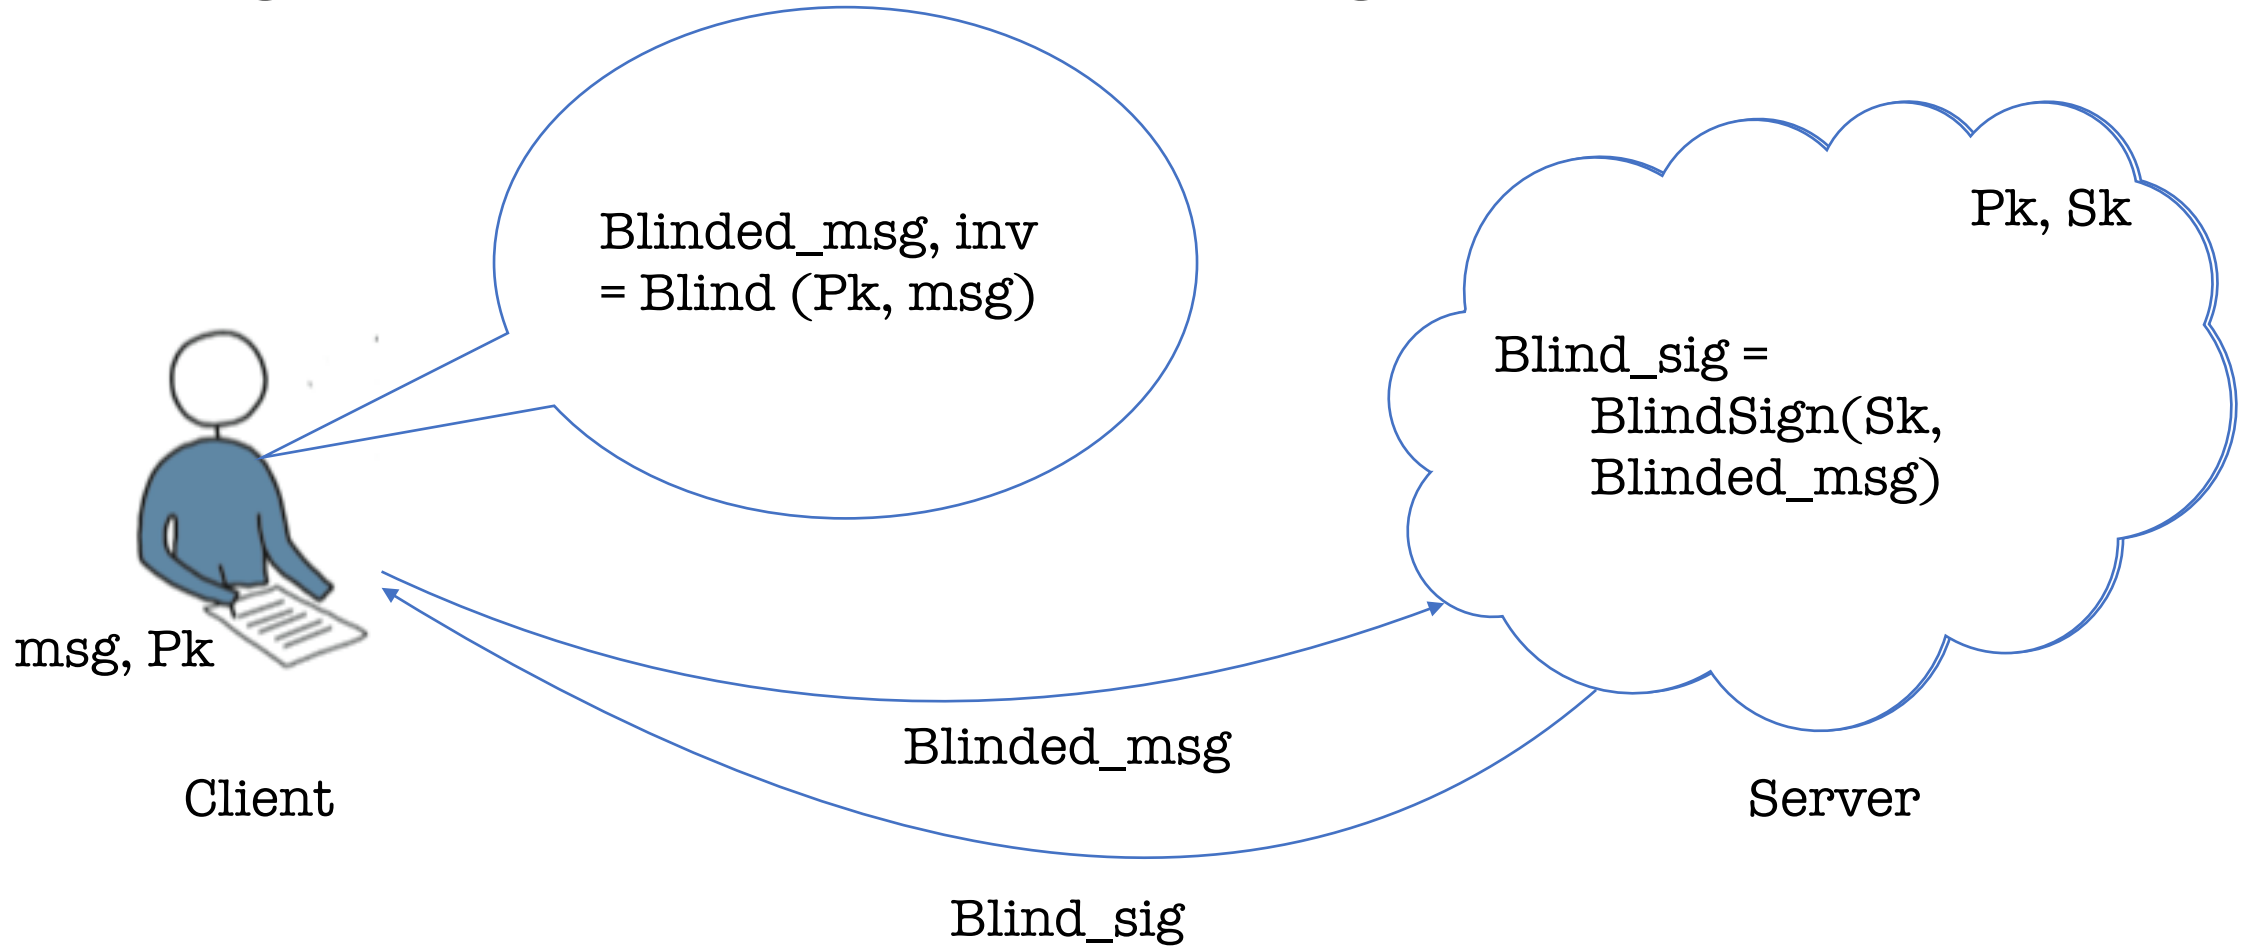 Blinded_msg, inv
= Blind (Pk, msg)
Pk, Sk
Blind_sig =
BlindSign(Sk,
Blinded_msg)
msg, Pk
Blinded_msg
Client
Server
Blind_sig